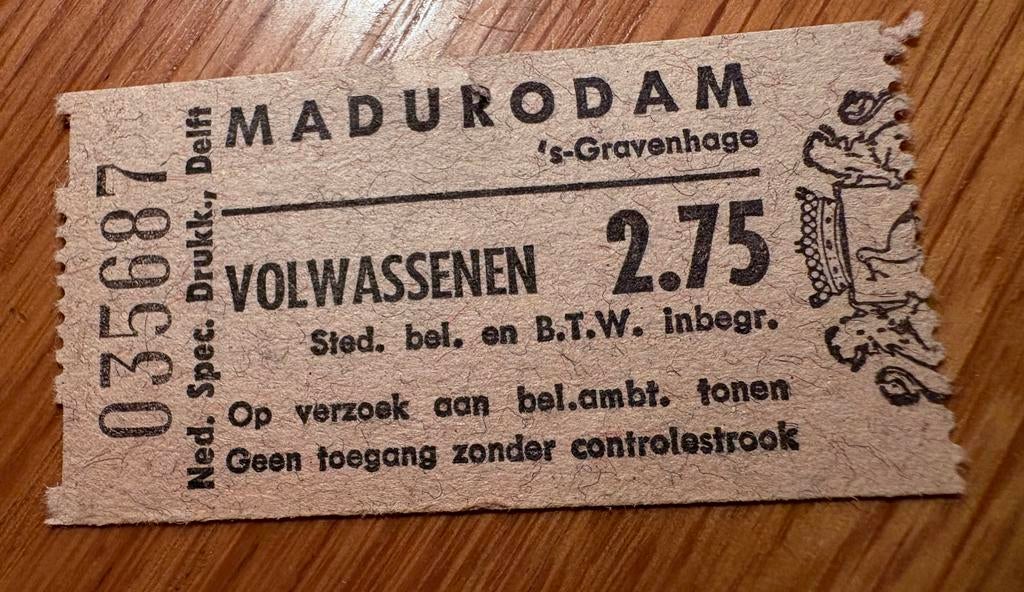 MADURODAM
's-Gravenhage
VOLWASSENEN 2.75
Sted. bel. en B.T.W. inbegr.
Op verzoek aan bel.ambt. tonen
Geen toegang zonder controlestrook
Ned. Spec. Drukk., Delft
035687